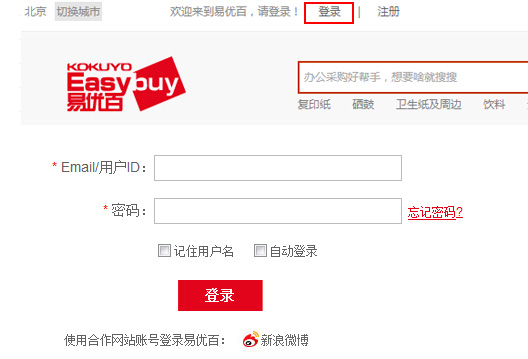 北京 切换城市 欢迎来到易优百，请登录！ 登录 | 注册
KOKUYO
Easybuy
易优百
办公采购好帮手，想要啥就搜搜
复印纸 硒鼓 卫生纸及周边 饮料
* Email/用户ID：
* 密码： 忘记密码?
记住用户名 自动登录
登录
使用合作网站账号登录易优百： 新浪微博